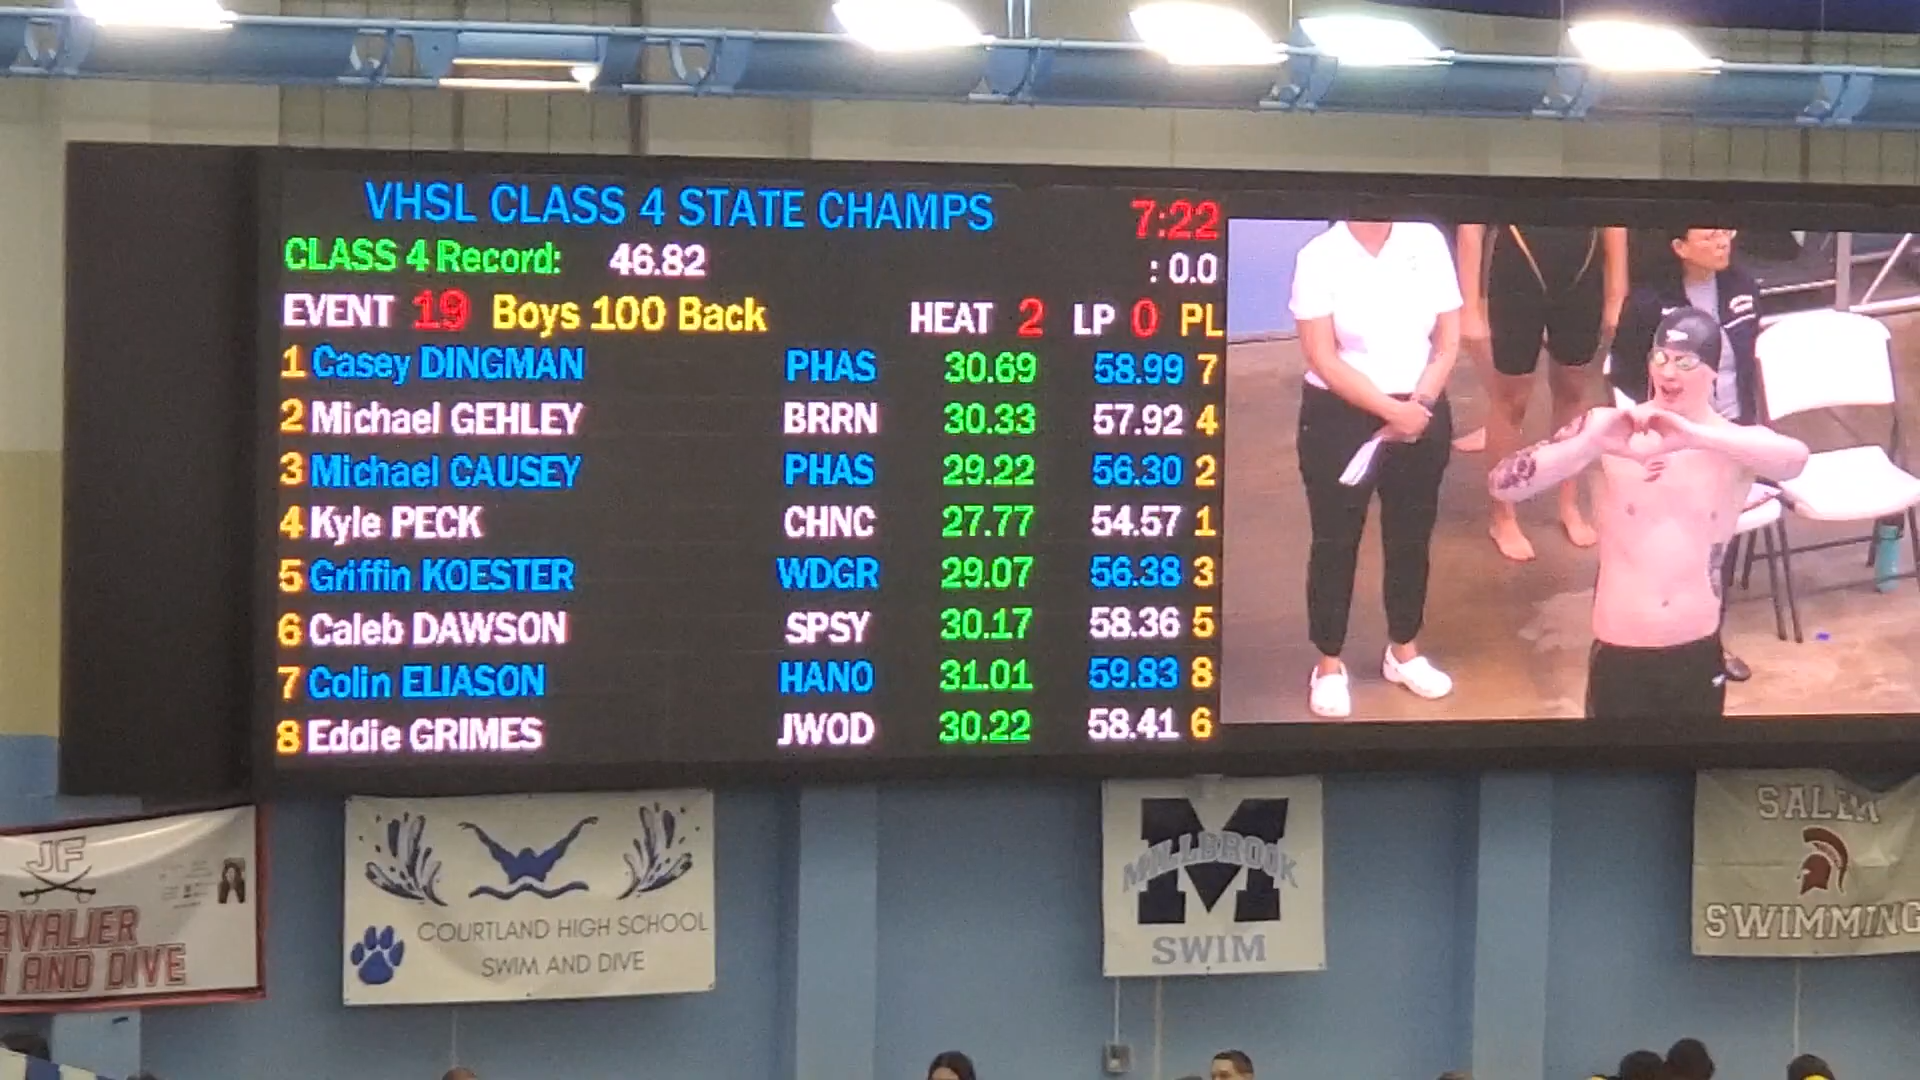 VHSL CLASS 4 STATE CHAMPS 7:22
CLASS 4 Record: 46.82 : 0.0
EVENT 19 Boys 100 Back HEAT 2 LP 0 PL
1 Casey DINGMAN PHAS 30.69 58.99 7
2 Michael GEHLEY BRRN 30.33 57.92 4
3 Michael CAUSEY PHAS 29.22 56.30 2
4 Kyle PECK CHNC 27.77 54.57 1
5 Griffin KOESTER WDGR 29.07 56.38 3
6 Caleb DAWSON SPSY 30.17 58.36 5
7 Colin ELIASON HANO 31.01 59.83 8
8 Eddie GRIMES JWOD 30.22 58.41 6
JF
AVALIER
AND DIVE
COURTLAND HIGH SCHOOL
SWIM AND DIVE
M
MILLBROOK
SWIM
SALEM
SWIMMING